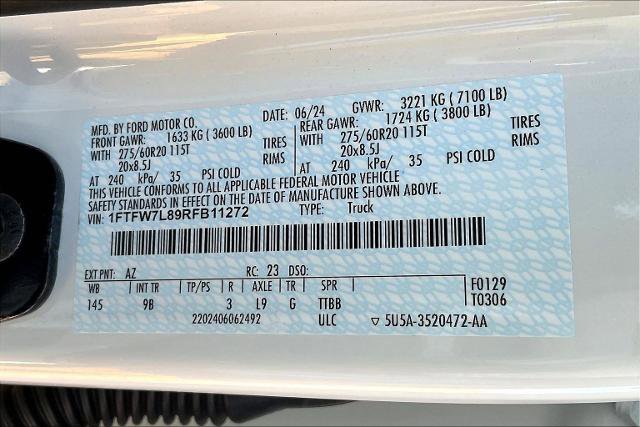 MFD. BY FORD MOTOR CO.
DATE: 06/24 GVWR: 3221 KG ( 7100 LB)
FRONT GAWR: 1633 KG ( 3600 LB) REAR GAWR: 1724 KG ( 3800 LB)
WITH 275/60R20 115T TIRES WITH 275/60R20 115T TIRES
20x8.5J RIMS 20x8.5J RIMS
AT 240 kPa/ 35 PSI COLD AT 240 kPa/ 35 PSI COLD
THIS VEHICLE CONFORMS TO ALL APPLICABLE FEDERAL MOTOR VEHICLE
SAFETY STANDARDS IN EFFECT ON THE DATE OF MANUFACTURE SHOWN ABOVE.
VIN: 1FTFW7L89RFB11272 TYPE: Truck
EXT PNT: AZ RC: 23 DSO:
WB INT TR TP/PS R AXLE TR SPR F0129
145 9B 3 L9 G TTBB T0306
2202406062492 ULC ▽ 5U5A-3520472-AA